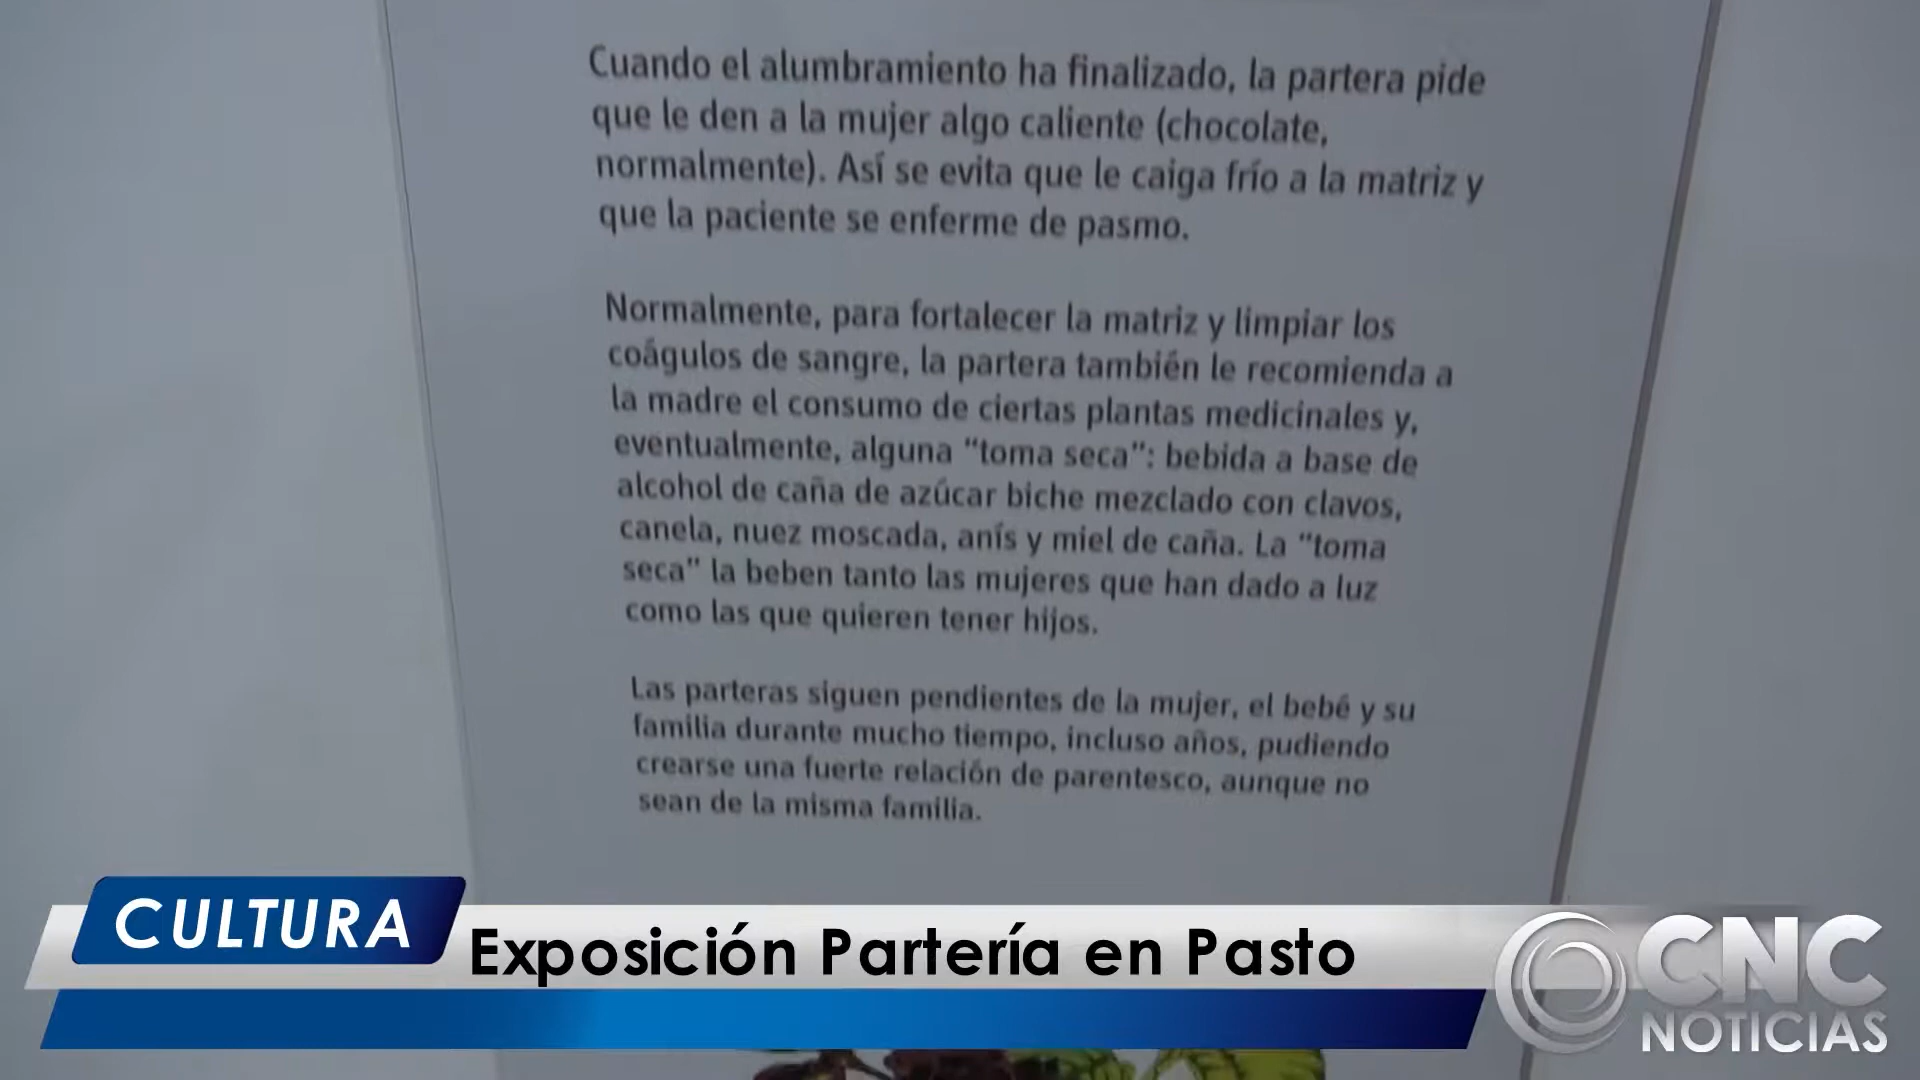 Cuando el alumbramiento ha finalizado, la partera pide
que le den a la mujer algo caliente (chocolate,
normalmente). Así se evita que le caiga frío a la matriz y
que la paciente se enferme de pasmo.
Normalmente, para fortalecer la matriz y limpiar los
coágulos de sangre, la partera también le recomienda a
la madre el consumo de ciertas plantas medicinales y,
eventualmente, alguna “toma seca”: bebida a base de
alcohol de caña de azúcar biche mezclado con clavos,
canela, nuez moscada, anís y miel de caña. La “toma
seca” la beben tanto las mujeres que han dado a luz
como las que quieren tener hijos.
Las parteras siguen pendientes de la mujer, el bebé y su
familia durante mucho tiempo, incluso años, pudiendo
crearse una fuerte relación de parentesco, aunque no
sean de la misma familia.
CULTURA
Exposición Partería en Pasto
CNC
NOTICIAS